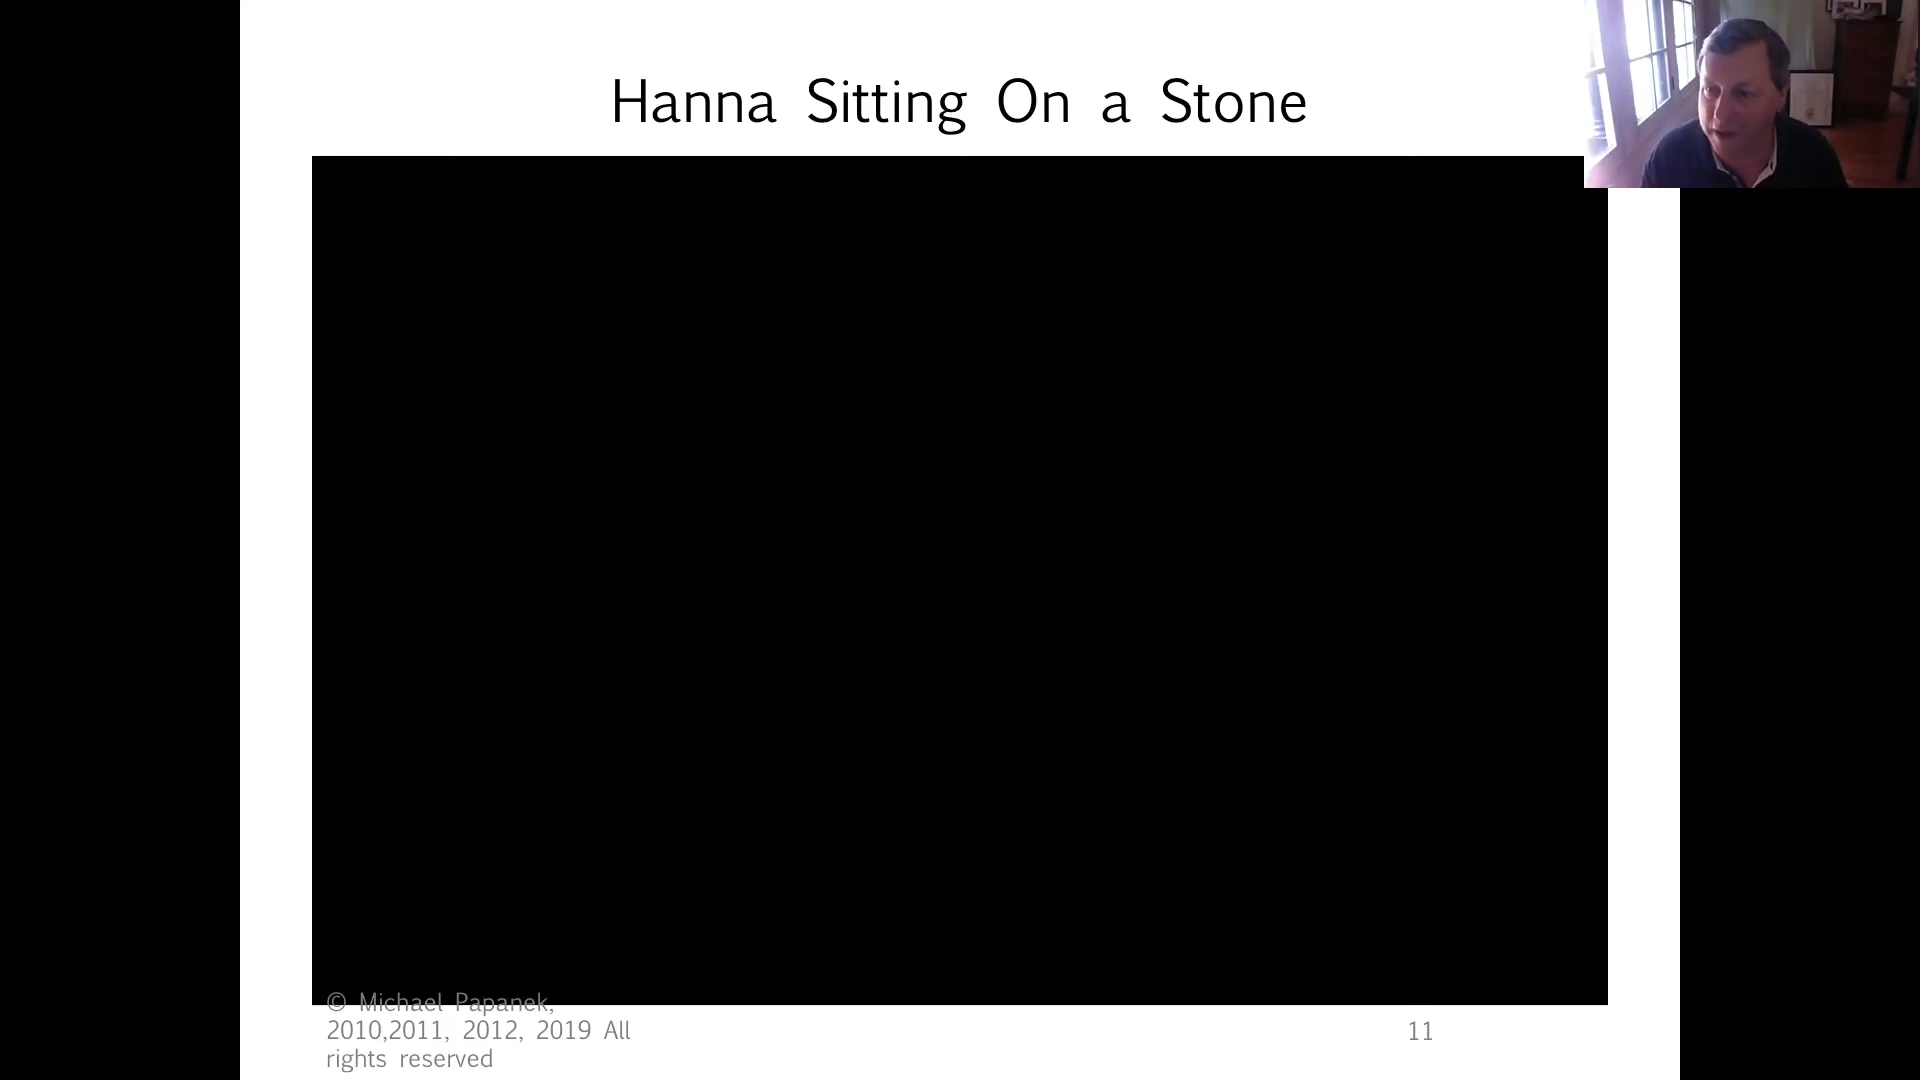 Hanna Sitting On a Stone
© Michael Papanek,
2010,2011, 2012, 2019 All
rights reserved
11